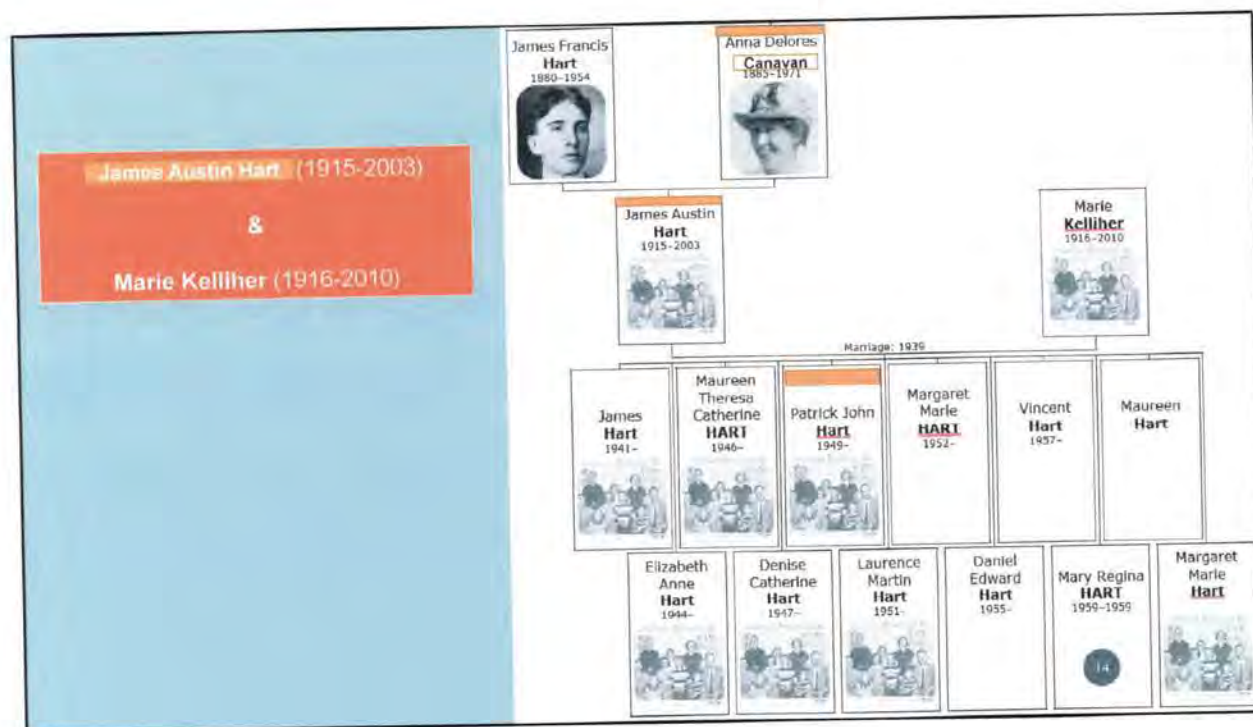 James Austin Hart (1915-2003)
&
Marie Kelliher (1916-2010)
James Francis
Hart
1880-1954
Anna Delores
Canavan
1885-1971
James Austin
Hart
1915-2003
Marie
Kelliher
1916-2010
Marriage: 1939
James
Hart
1941-
Maureen
Theresa
Catherine
HART
1946-
Patrick John
Hart
1949-
Margaret
Marie
HART
1952-
Vincent
Hart
1957-
Maureen
Hart
Elizabeth
Anne
Hart
1944-
Denise
Catherine
Hart
1947-
Laurence
Martin
Hart
1951-
Daniel
Edward
Hart
1955-
Mary Regina
HART
1959-1959
14
Margaret
Marie
Hart